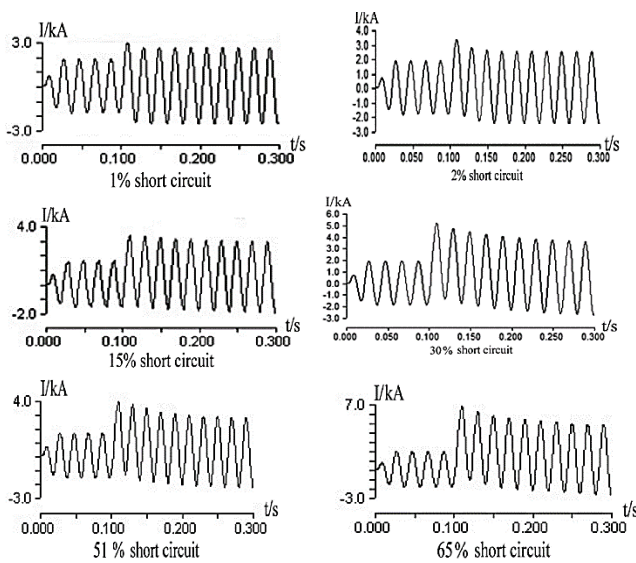 I/kA
3.0
-3.0
0.000 0.100 0.200 0.300
t/s
1% short circuit
I/kA
4.0
3.0
2.0
1.0
0.0
-1.0
-2.0
-3.0
0.000 0.050 0.100 0.150 0.200 0.250 0.300
t/s
2% short circuit
I/kA
4.0
-2.0
0.000 0.100 0.200 0.300
t/s
15% short circuit
I/kA
6.0
5.0
4.0
3.0
2.0
1.0
0.0
-1.0
-2.0
-3.0
0.000 0.050 0.100 0.150 0.200 0.250 0.300
t/s
30% short circuit
I/kA
4.0
-3.0
0.000 0.100 0.200 0.300
t/s
51 % short circuit
I/kA
7.0
-3.0
0.000 0.100 0.200 0.300
t/s
65% short circuit